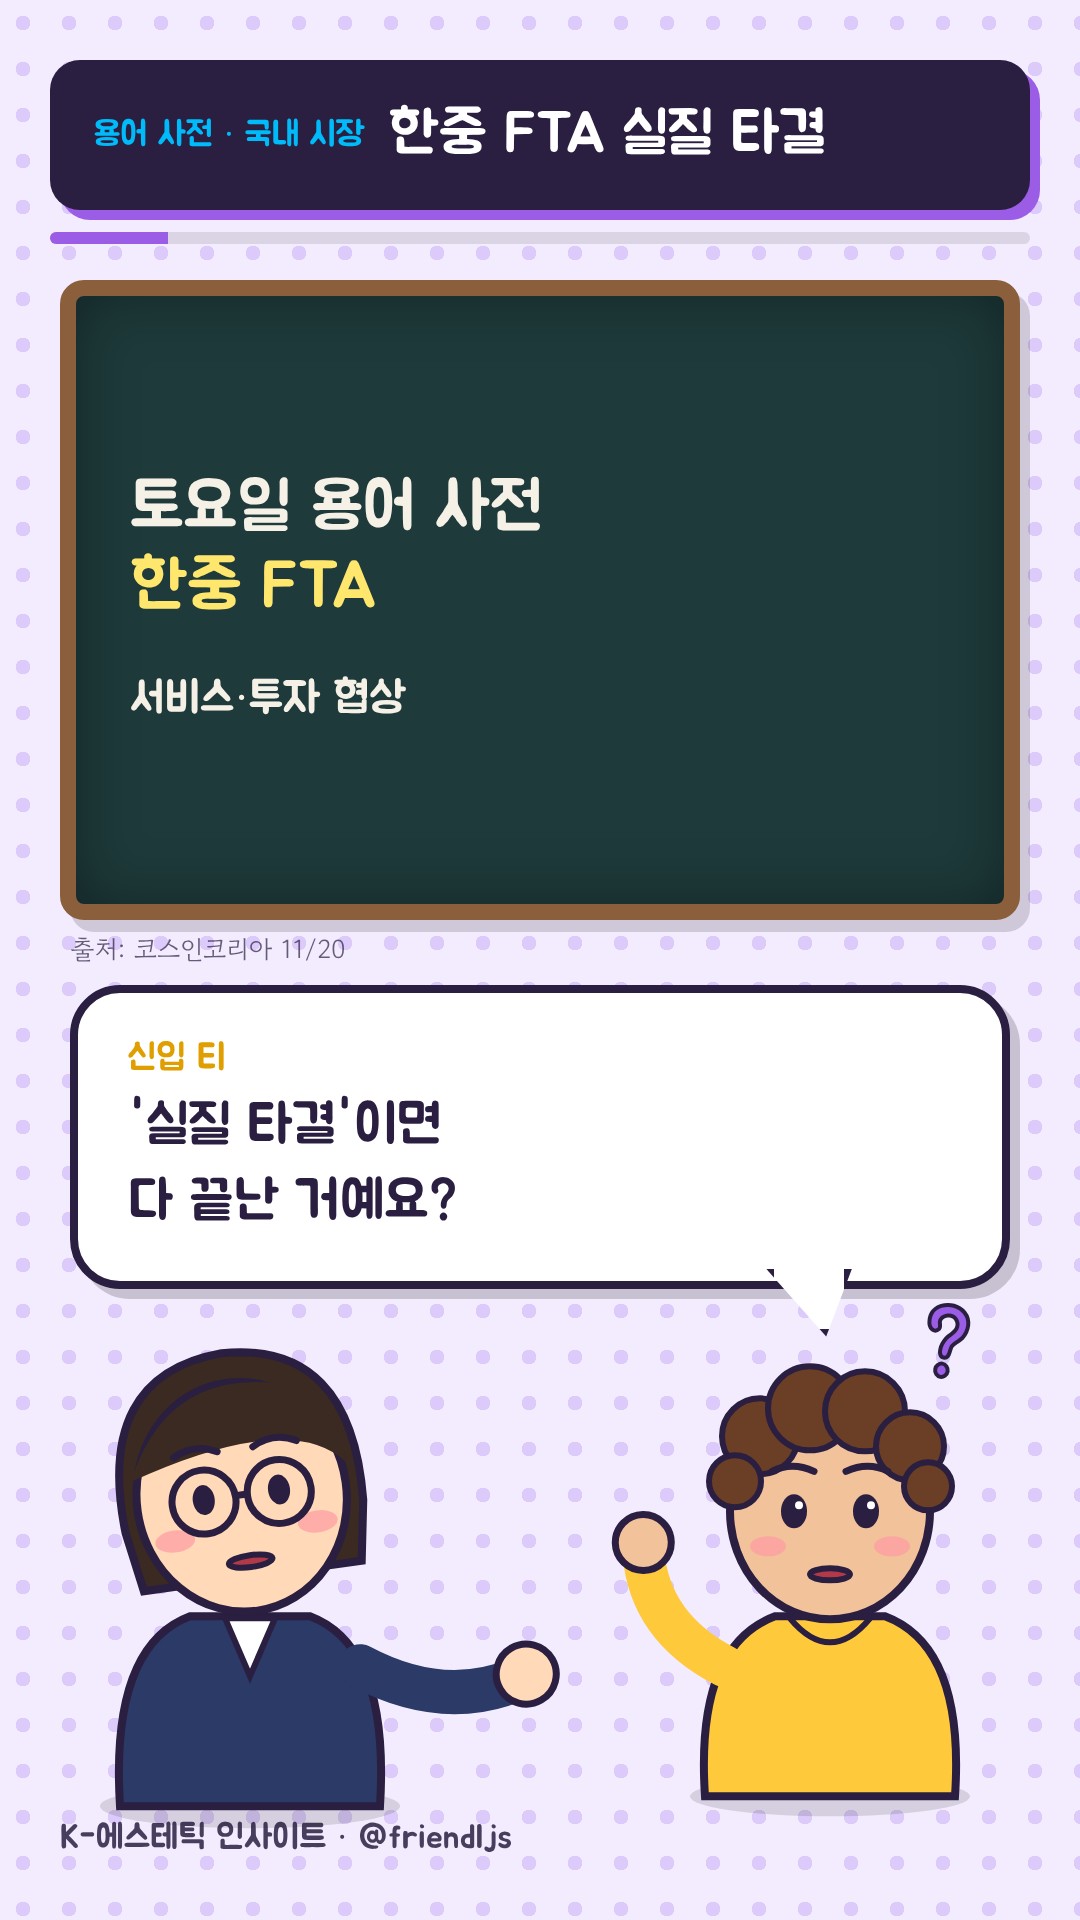 용어 사전 · 국내 시장 한중 FTA 실질 타결
토요일 용어 사전
한중 FTA
서비스·투자 협상
출처: 코스인코리아 11/20
신입 티
'실질 타결'이면
다 끝난 거예요?
?
K-에스테틱 인사이트 · @friendljs